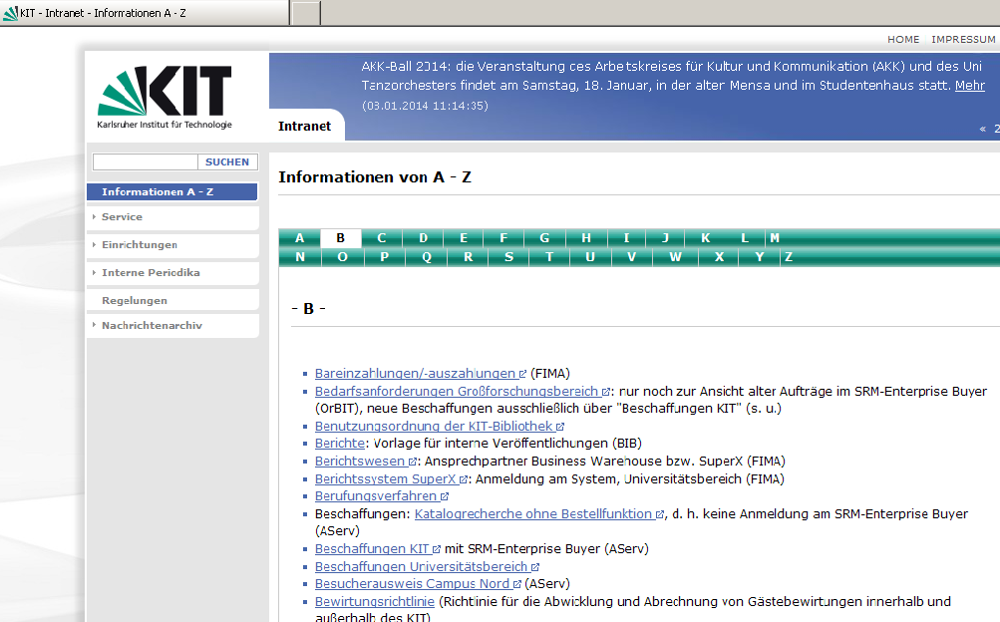 KIT - Intranet - Informationen A - Z
HOME IMPRESSUM
KIT
Karlsruher Institut für Technologie
AKK-Ball 2014: die Veranstaltung des Arbeitskreises für Kultur und Kommunikation (AKK) und des Uni
Tanzorchesters findet am Samstag, 18. Januar, in der alter Mensa und im Studentenhaus statt. Mehr
(03.01.2014 11:14:35)
Intranet
« 2
SUCHEN
Informationen A - Z
Service
Einrichtungen
Interne Periodika
Regelungen
Nachrichtenarchiv
Informationen von A - Z
A B C D E F G H I J K L M
N O P Q R S T U V W X Y Z
- B -
Bareinzahlungen/-auszahlungen (FIMA)
Bedarfsanforderungen Großforschungsbereich: nur noch zur Ansicht alter Aufträge im SRM-Enterprise Buyer
(OrBIT), neue Beschaffungen ausschließlich über "Beschaffungen KIT" (s. u.)
Benutzungsordnung der KIT-Bibliothek
Berichte: Vorlage für interne Veröffentlichungen (BIB)
Berichtswesen: Ansprechpartner Business Warehouse bzw. SuperX (FIMA)
Berichtssystem SuperX: Anmeldung am System, Universitätsbereich (FIMA)
Berufungsverfahren
Beschaffungen: Katalogrecherche ohne Bestellfunktion, d. h. keine Anmeldung am SRM-Enterprise Buyer
(AServ)
Beschaffungen KIT mit SRM-Enterprise Buyer (AServ)
Beschaffungen Universitätsbereich
Besucherausweis Campus Nord (AServ)
Bewirtungsrichtlinie (Richtlinie für die Abwicklung und Abrechnung von Gästebewirtungen innerhalb und
außerhalb des KIT)